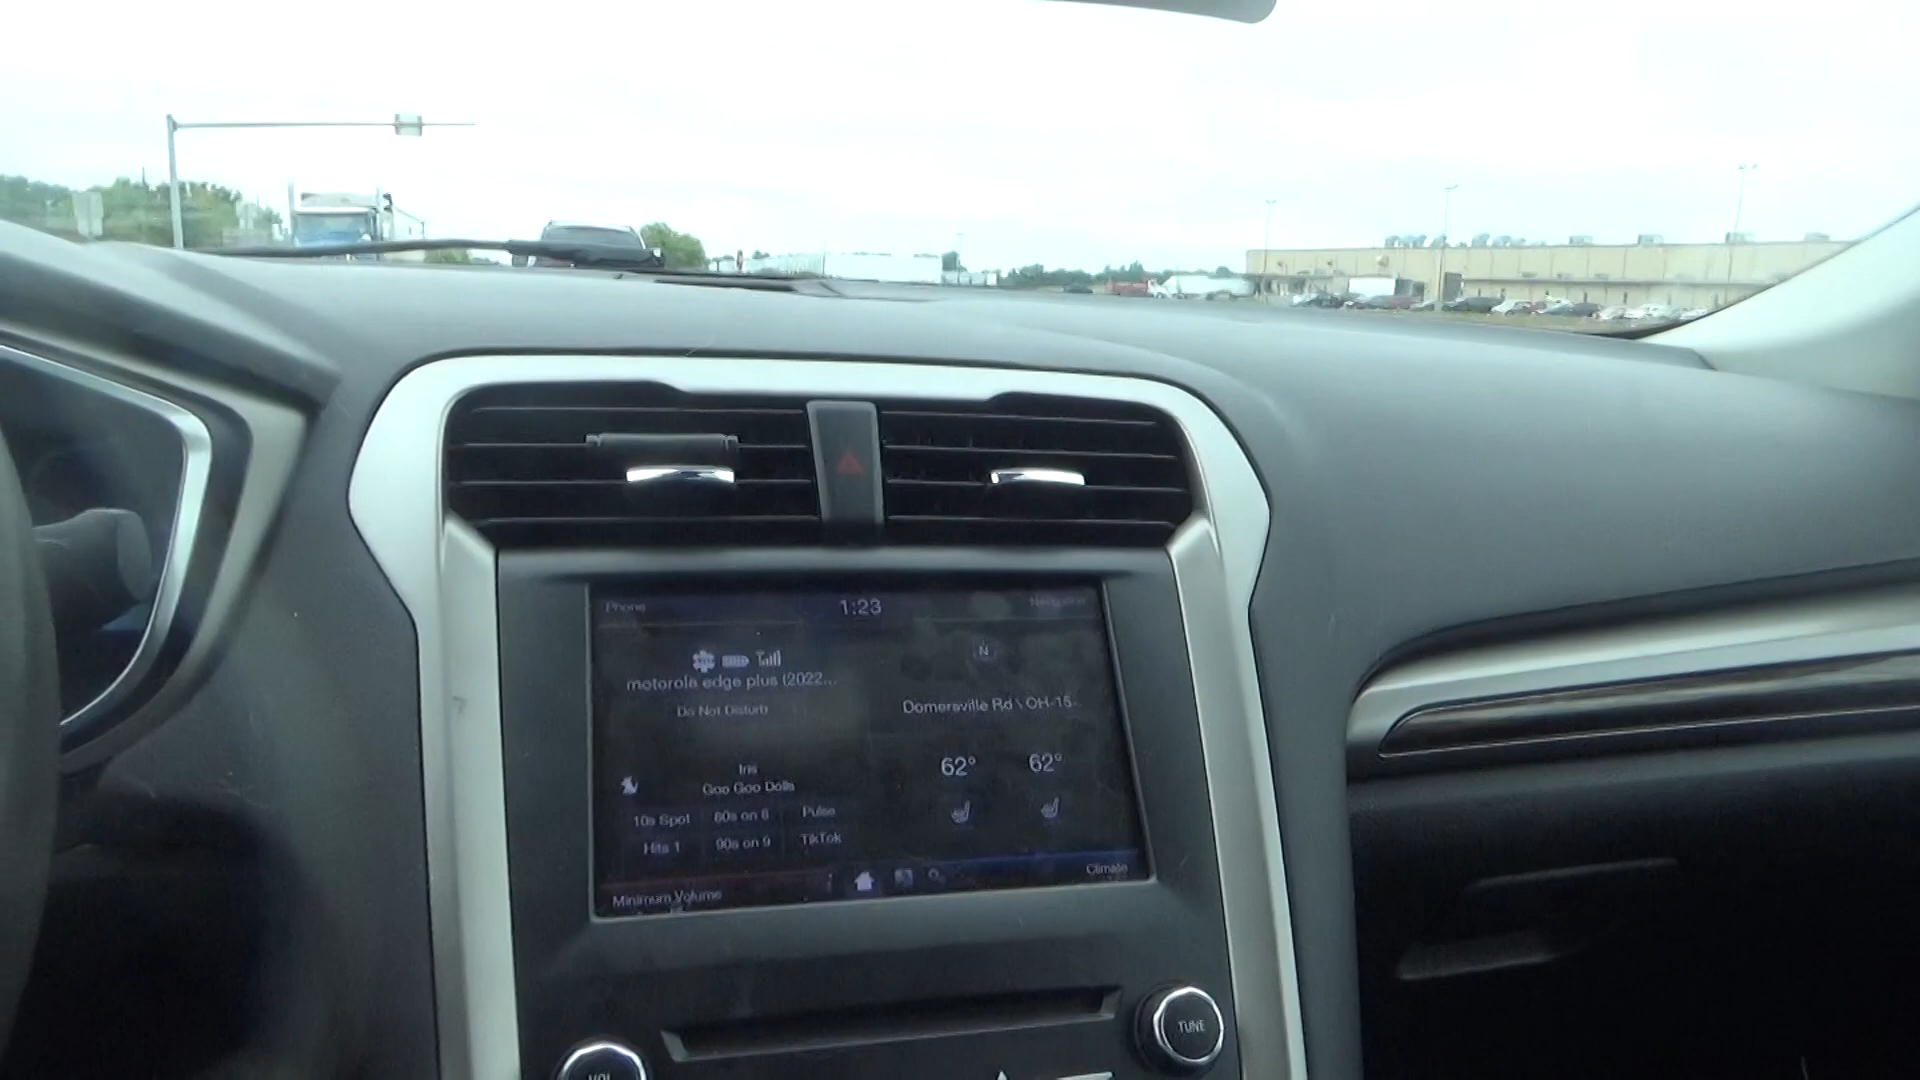 Phone
1:23
Navigation
N
motorola edge plus (2022...
Do Not Disturb
Domersville Rd \ OH-15-
62° 62°
Iris
Goo Goo Dolls
10s Spot 80s on 8 Pulse
Hits 1 90s on 9 TikTok
Climate
Minimum Volume
TUNE
VOL